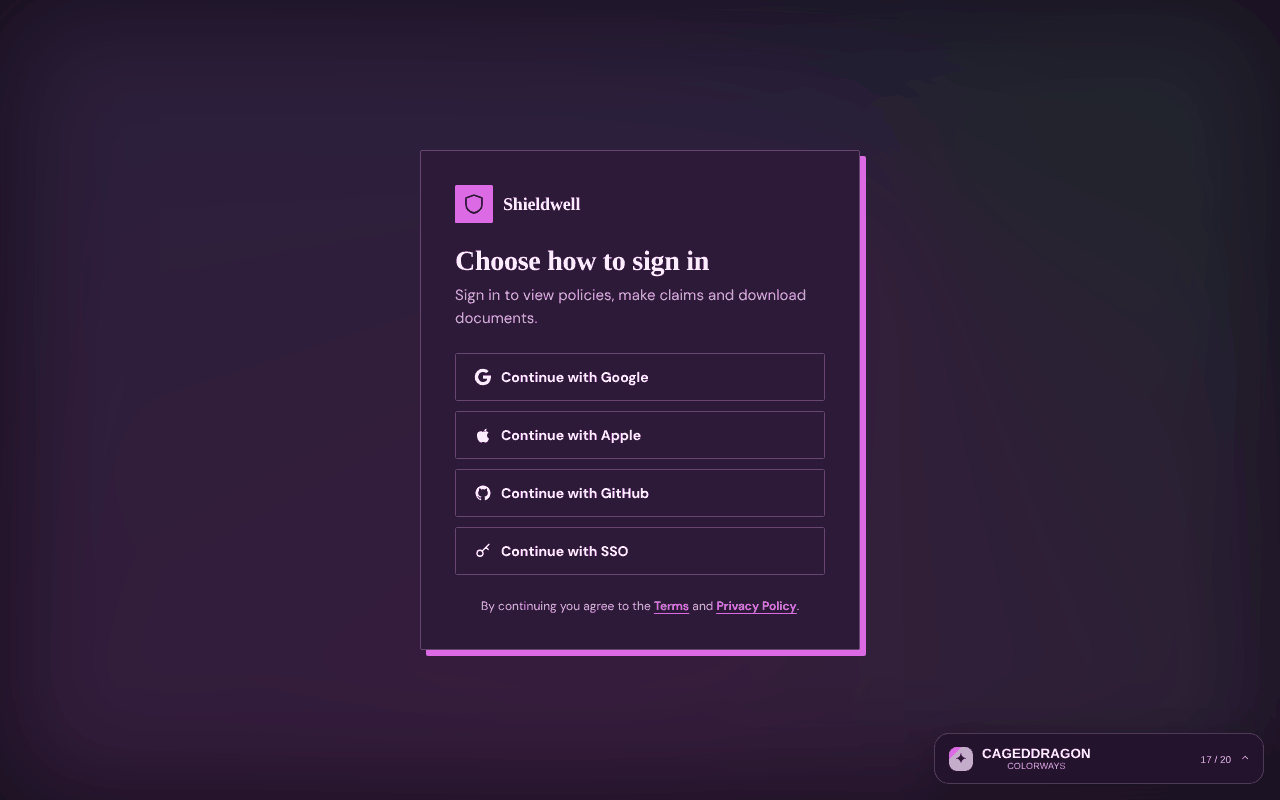 Shieldwell
Choose how to sign in
Sign in to view policies, make claims and download
documents.
Continue with Google
Continue with Apple
Continue with GitHub
Continue with SSO
By continuing you agree to the Terms and Privacy Policy.
CAGEDDRAGON
COLORWAYS
17 / 20